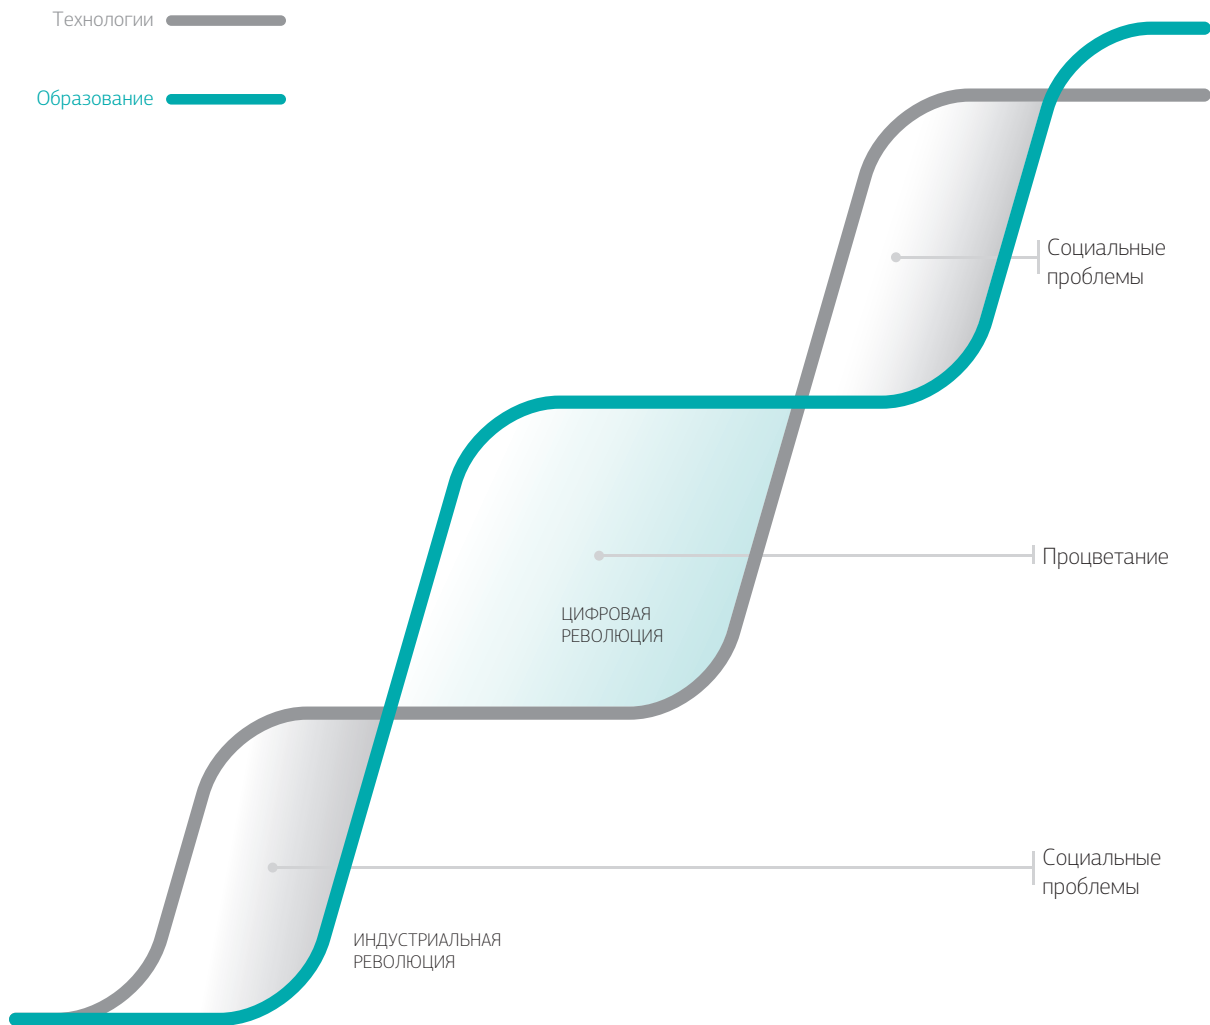 Технологии
Образование
Социальные
проблемы
Процветание
ЦИФРОВАЯ
РЕВОЛЮЦИЯ
Социальные
проблемы
ИНДУСТРИАЛЬНАЯ
РЕВОЛЮЦИЯ